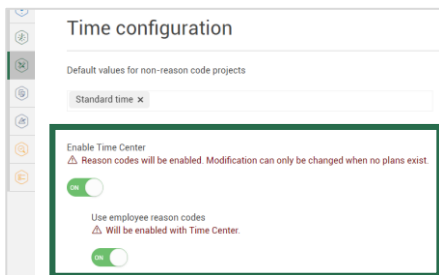 Time configuration
Default values for non-reason code projects
Standard time ×
Enable Time Center
⚠ Reason codes will be enabled. Modification can only be changed when no plans exist.
ON
Use employee reason codes
⚠ Will be enabled with Time Center.
ON